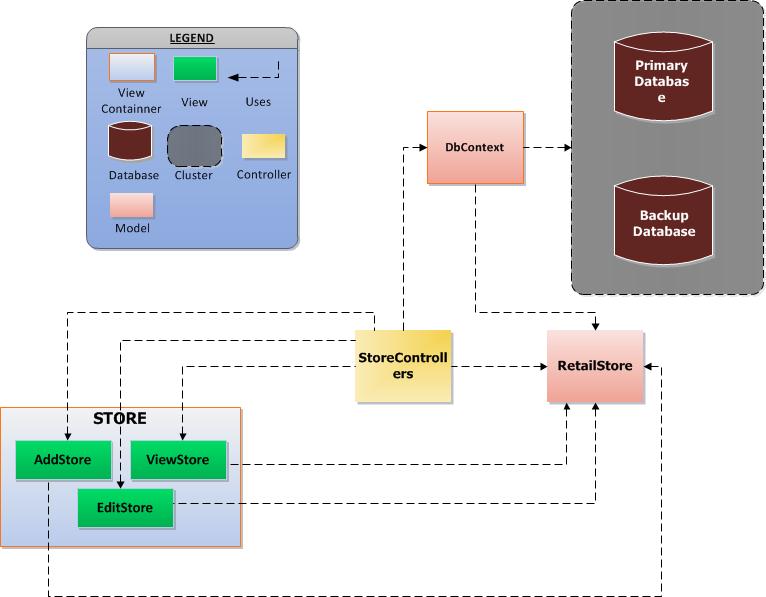 LEGEND
View
Containner
View
Uses
Database
Cluster
Controller
Model
Primary
Databas
e
Backup
Database
DbContext
StoreControll
ers
RetailStore
STORE
AddStore
ViewStore
EditStore